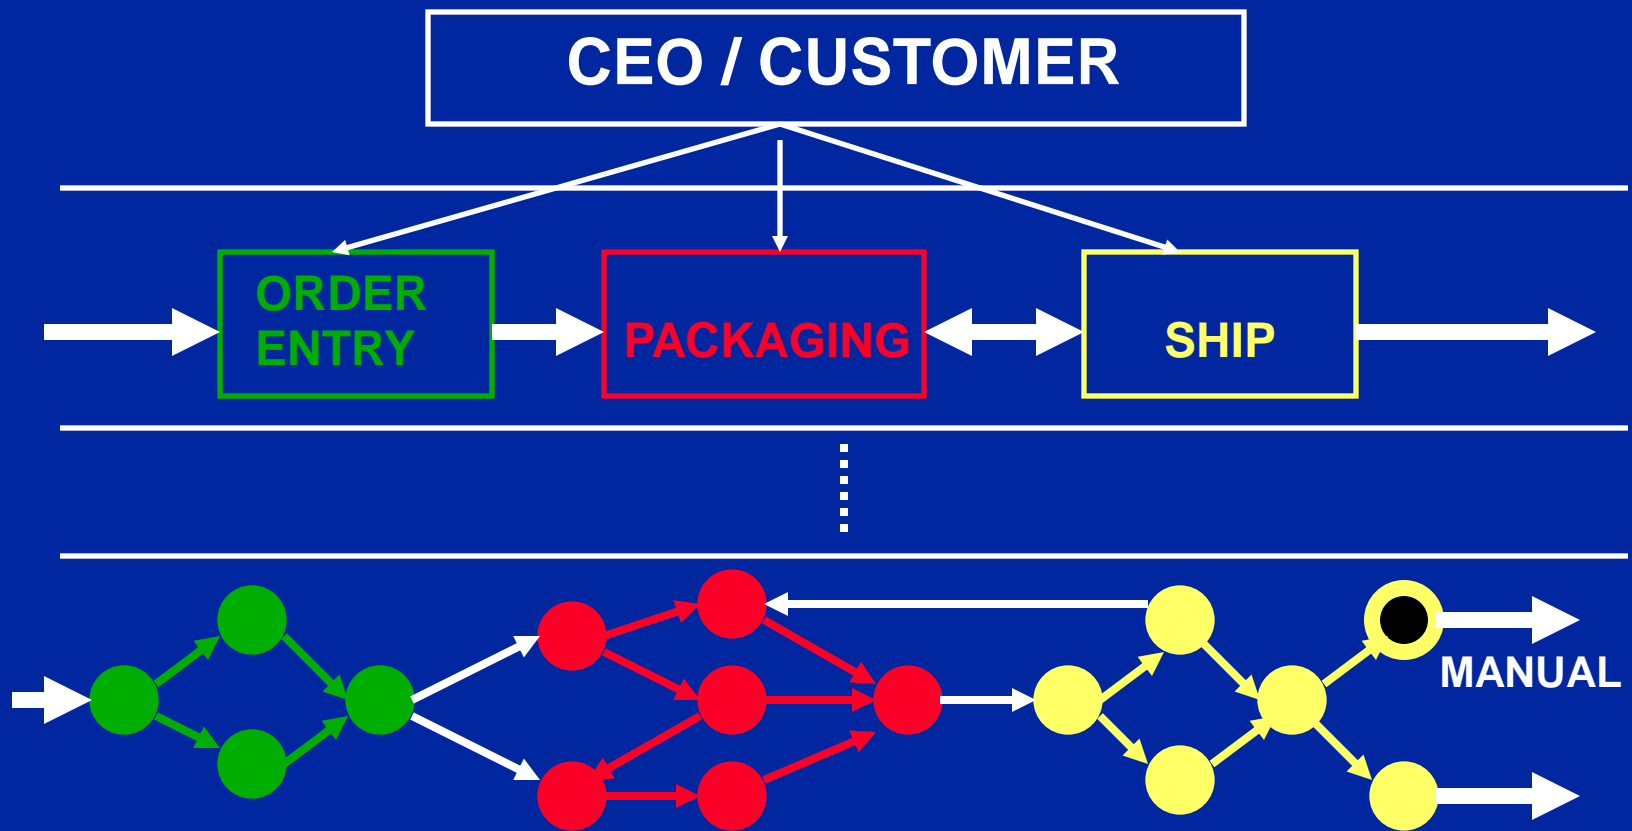 CEO / CUSTOMER
ORDER
ENTRY
PACKAGING
SHIP
MANUAL